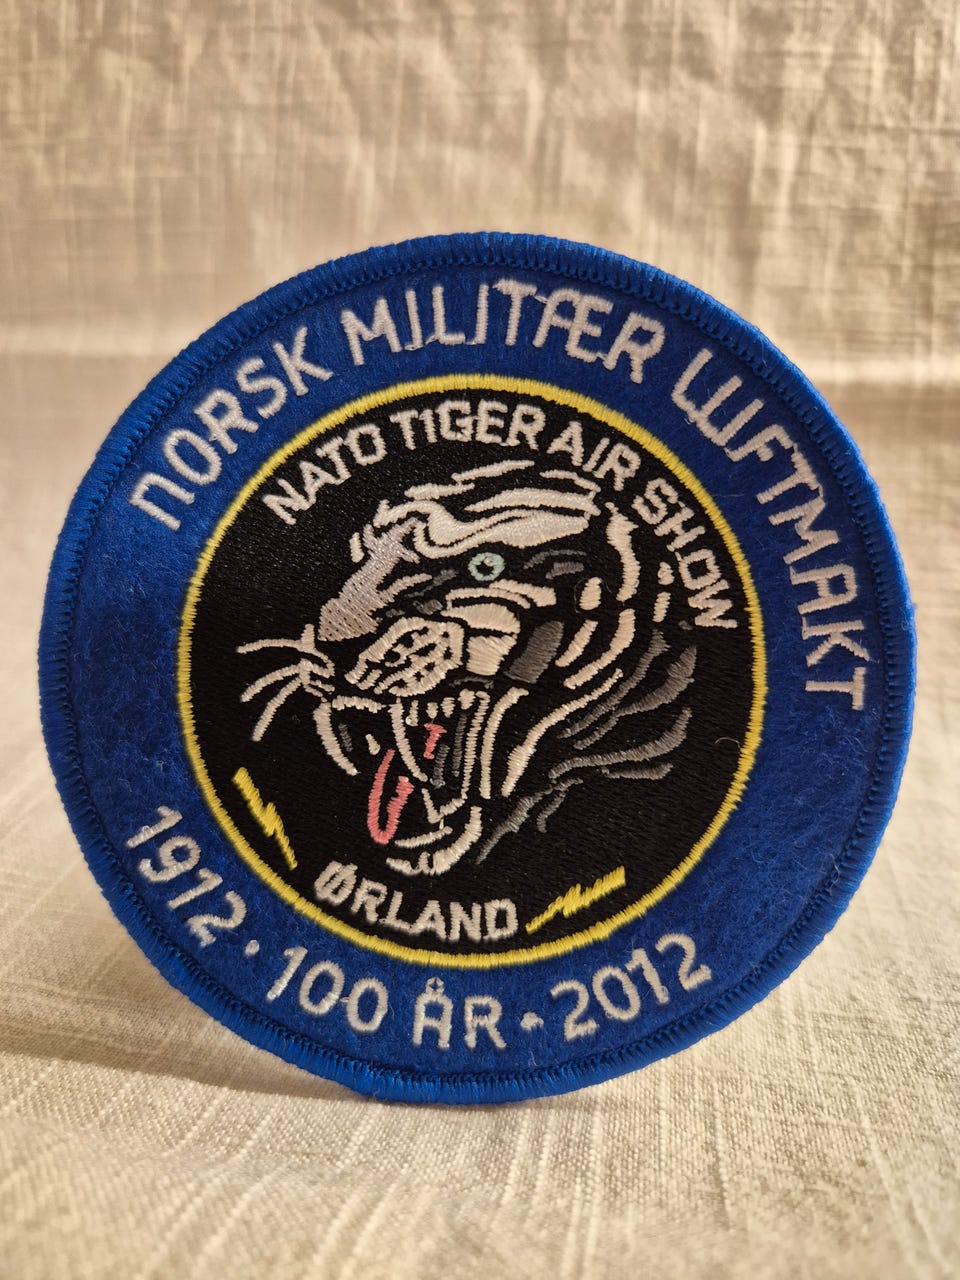 NORSK MILITÆR LUFTMAKT
NATO TIGER AIR SHOW
ØRLAND
1912 · 100 ÅR · 2012